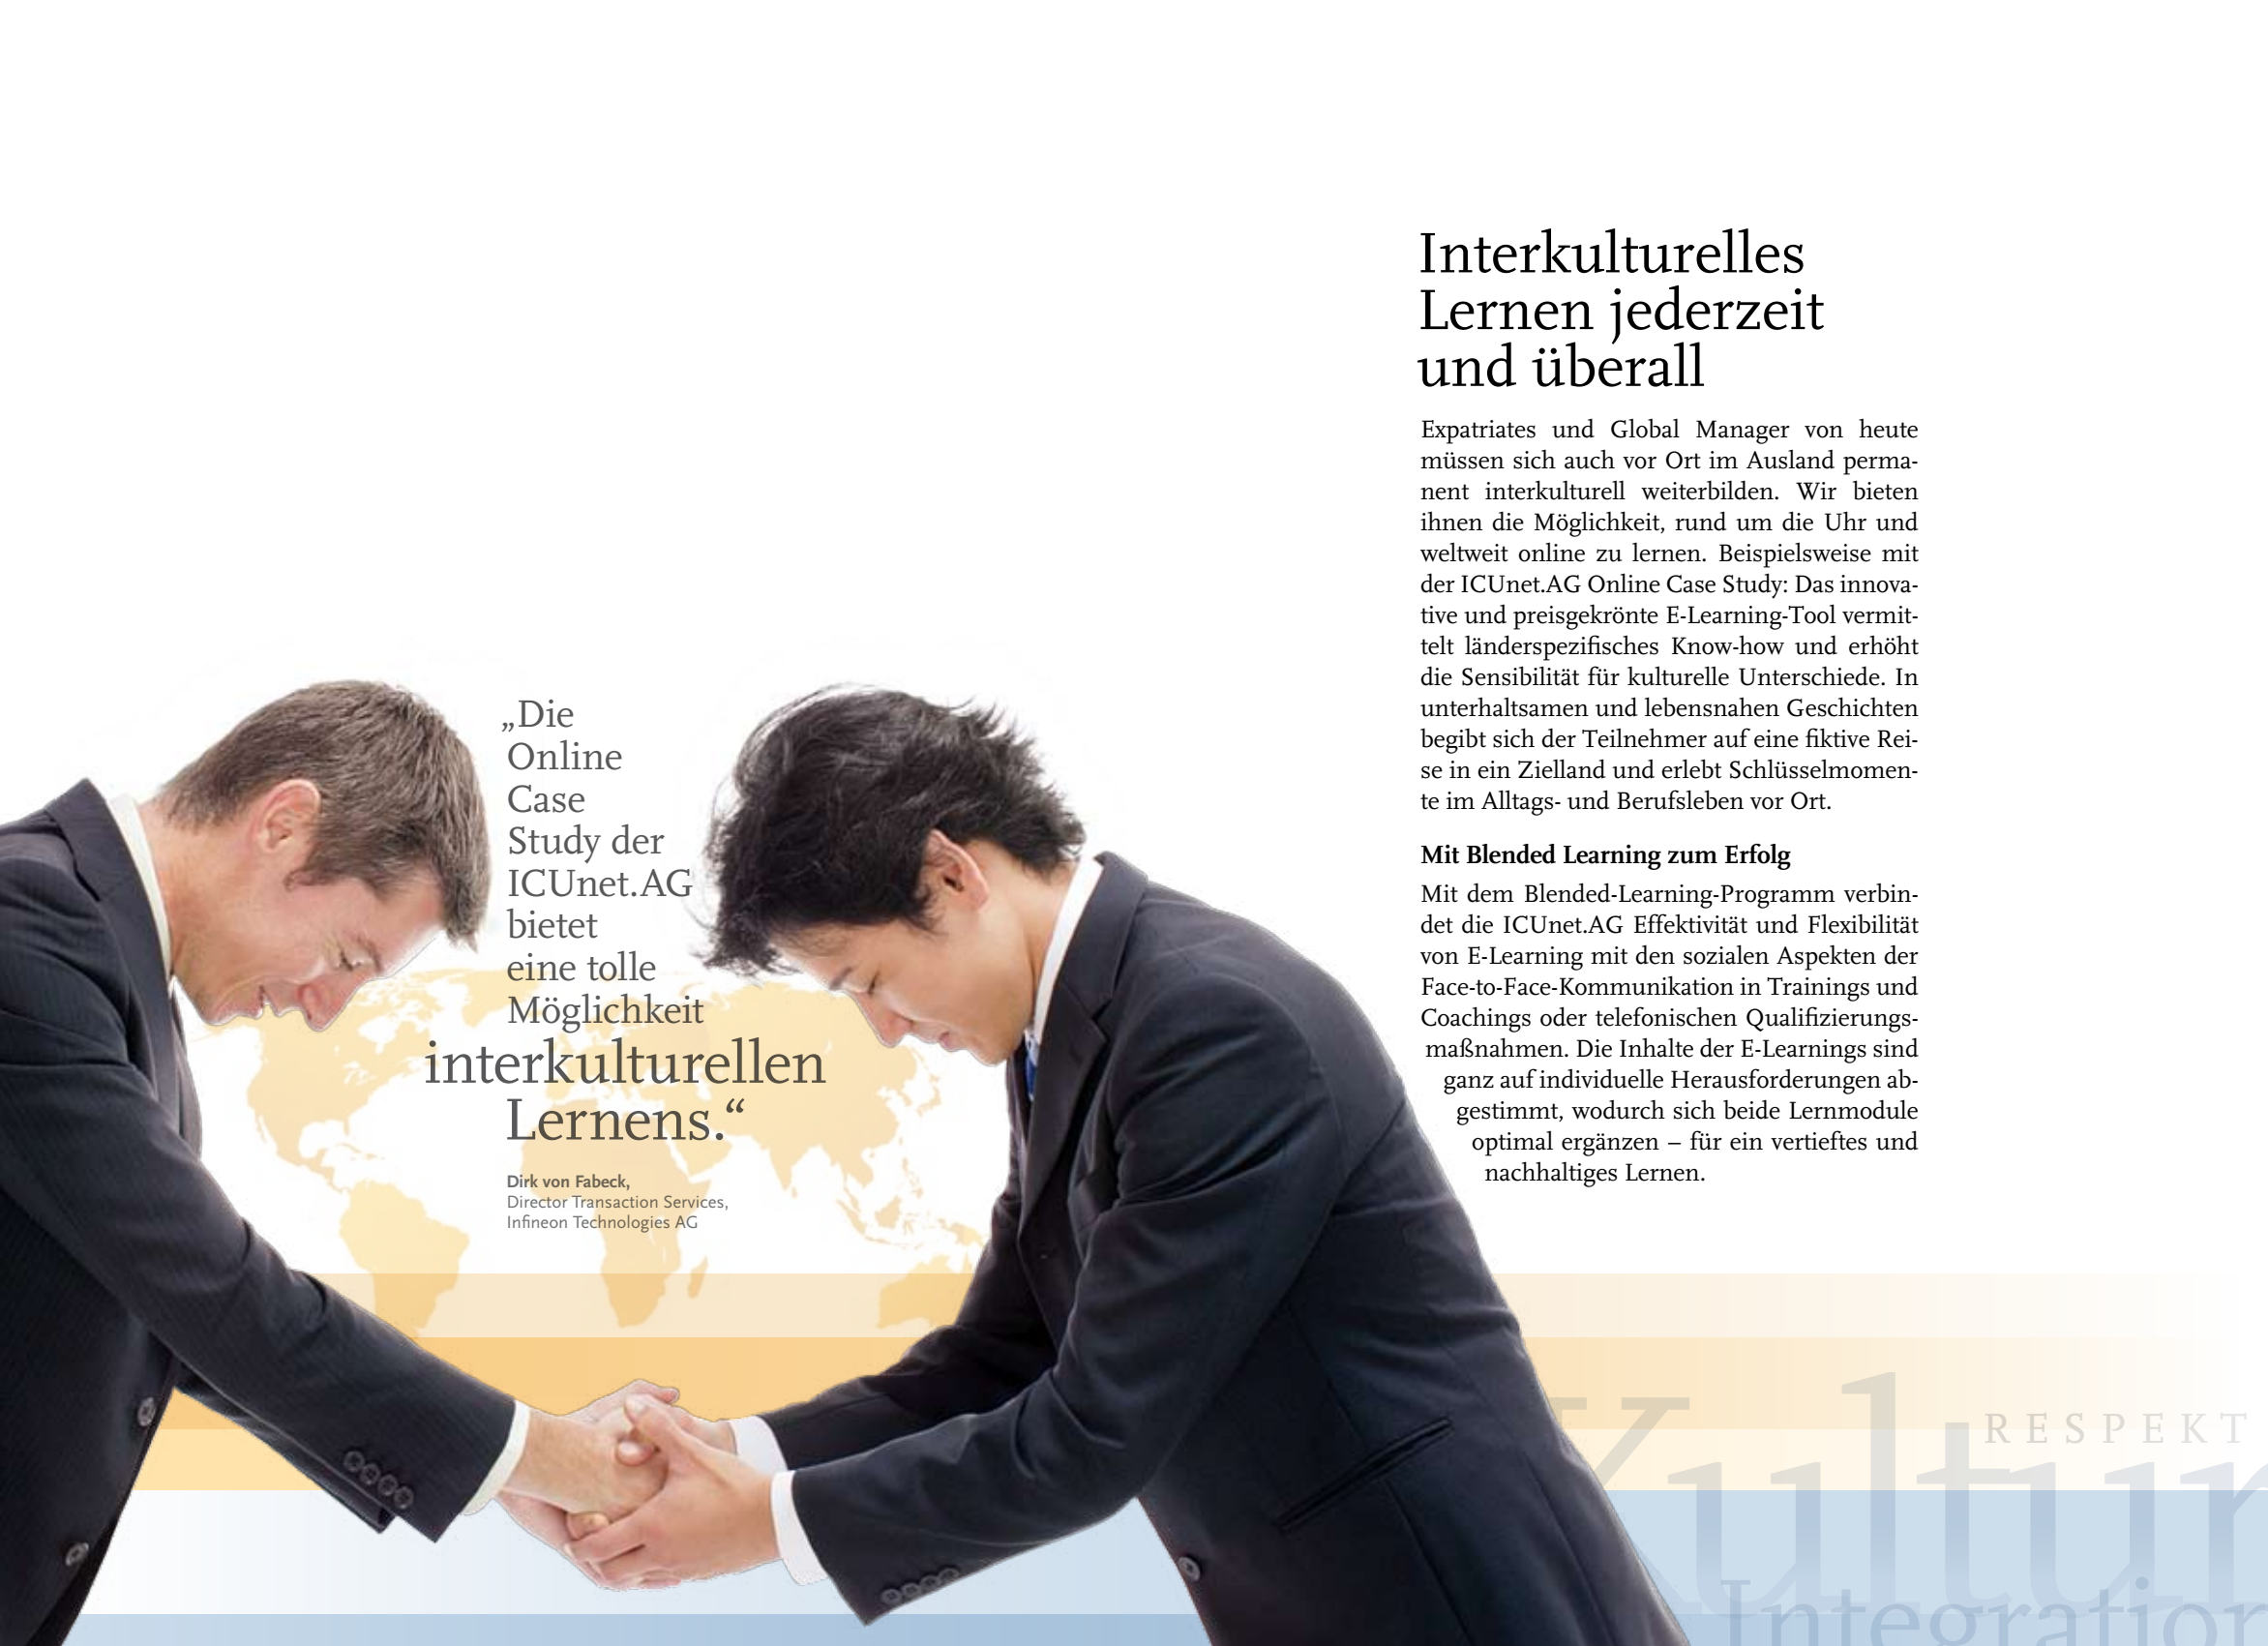 „Die
Online
Case
Study der
ICUnet.AG
bietet
eine tolle
Möglichkeit
interkulturellen
Lernens.“
Dirk von Fabeck,
Director Transaction Services,
Infineon Technologies AG
Interkulturelles
Lernen jederzeit
und überall
Expatriates und Global Manager von heute
müssen sich auch vor Ort im Ausland perma-
nent interkulturell weiterbilden. Wir bieten
ihnen die Möglichkeit, rund um die Uhr und
weltweit online zu lernen. Beispielsweise mit
der ICUnet.AG Online Case Study: Das innova-
tive und preisgekrönte E-Learning-Tool vermit-
telt länderspezifisches Know-how und erhöht
die Sensibilität für kulturelle Unterschiede. In
unterhaltsamen und lebensnahen Geschichten
begibt sich der Teilnehmer auf eine fiktive Rei-
se in ein Zielland und erlebt Schlüsselmomen-
te im Alltags- und Berufsleben vor Ort.
Mit Blended Learning zum Erfolg
Mit dem Blended-Learning-Programm verbin-
det die ICUnet.AG Effektivität und Flexibilität
von E-Learning mit den sozialen Aspekten der
Face-to-Face-Kommunikation in Trainings und
Coachings oder telefonischen Qualifizierungs-
maßnahmen. Die Inhalte der E-Learnings sind
ganz auf individuelle Herausforderungen ab-
gestimmt, wodurch sich beide Lernmodule
optimal ergänzen – für ein vertieftes und
nachhaltiges Lernen.
RESPEKT
Kultur
Integration